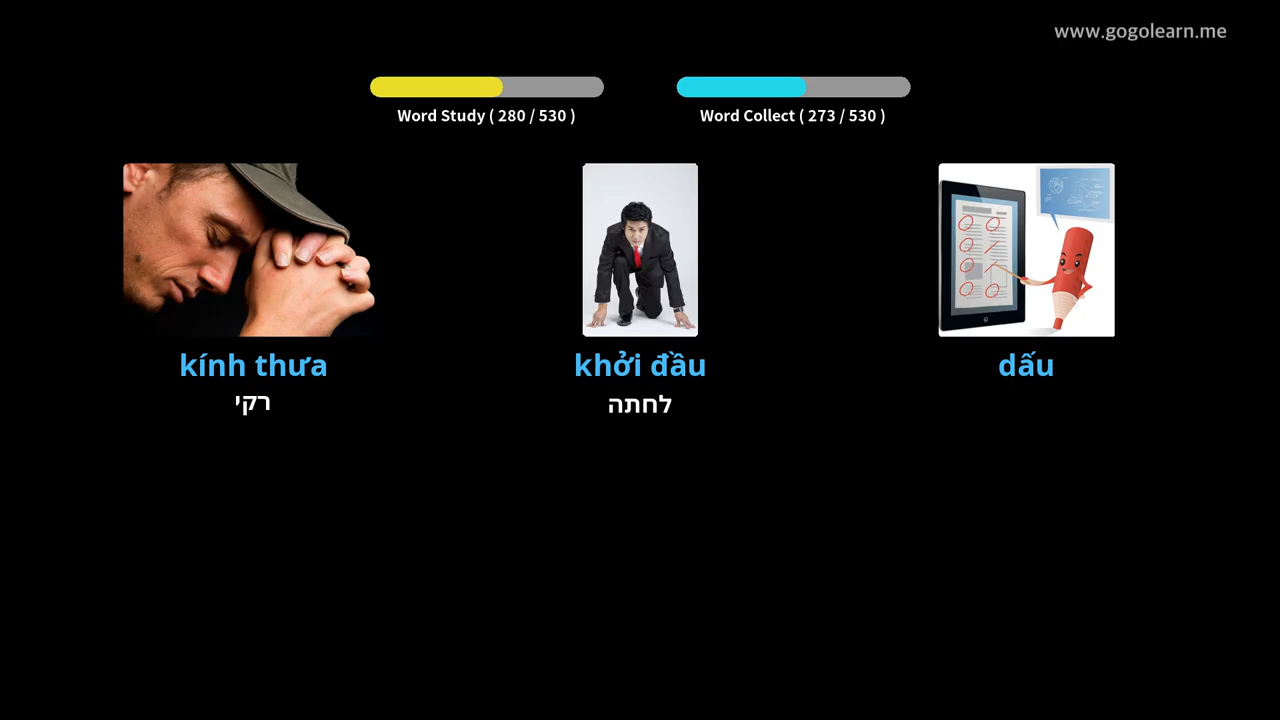 www.gogolearn.me
Word Study ( 280 / 530 )
Word Collect ( 273 / 530 )
kính thưa
רקי
khởi đầu
לחתה
dấu